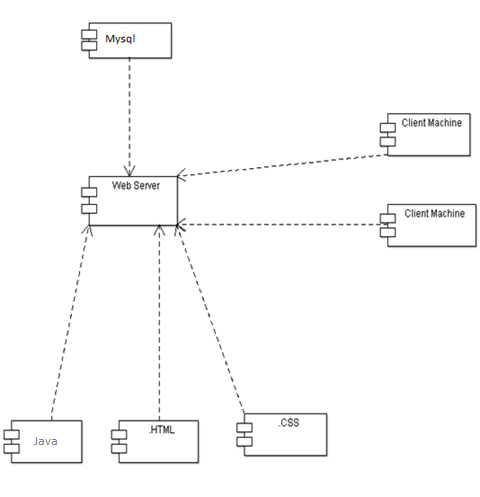 Mysql
Client Machine
Web Server
Client Machine
Java
.HTML
.CSS